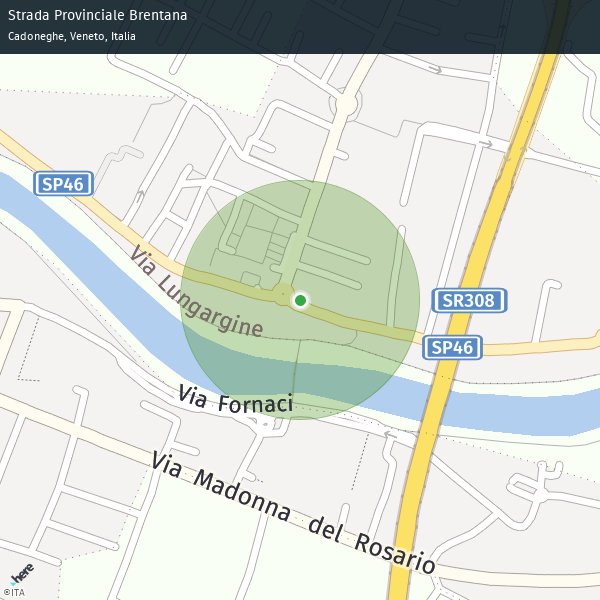 Strada Provinciale Brentana
Cadoneghe, Veneto, Italia
SP46
Via Lungargine
SR308
SP46
Via Fornaci
Via Madonna del Rosario
here
©ITA